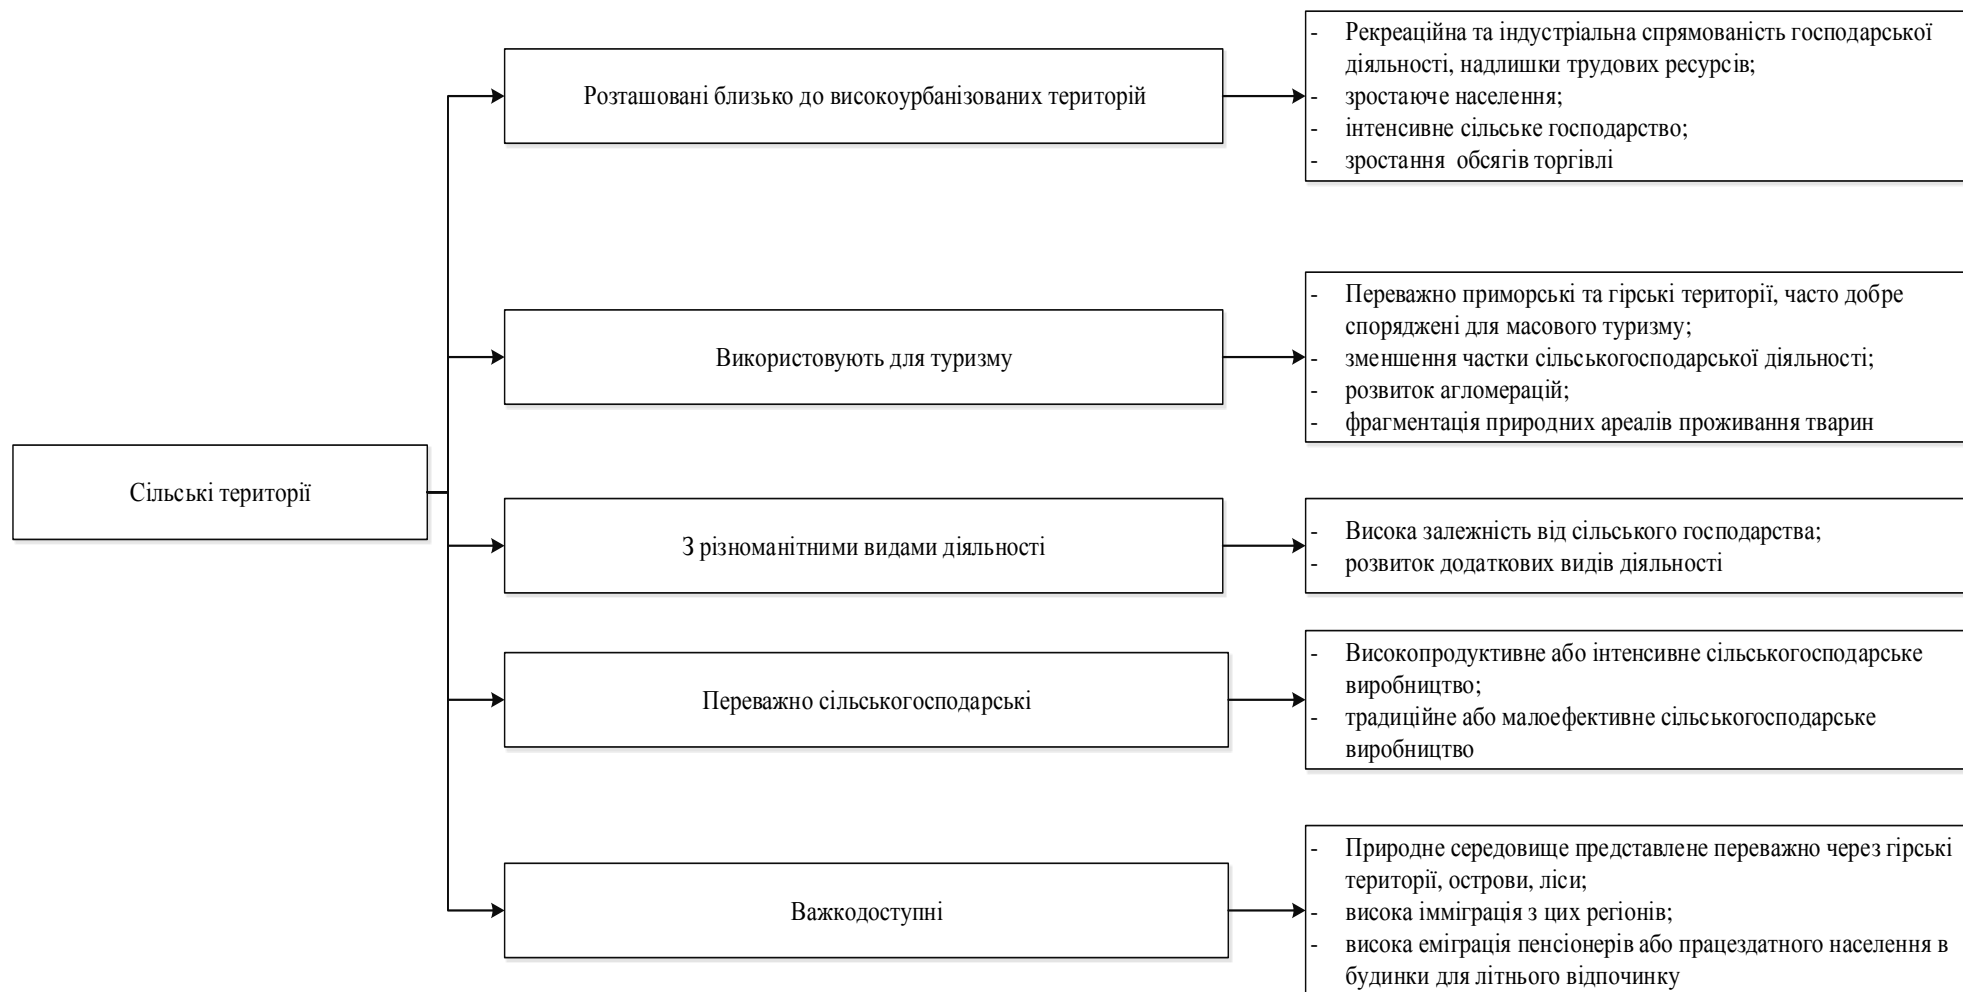 Сільські території
Розташовані близько до високоурбанізованих територій
- Рекреаційна та індустріальна спрямованість господарської
діяльності, надлишки трудових ресурсів;
- зростаюче населення;
- інтенсивне сільське господарство;
- зростання обсягів торгівлі
Використовують для туризму
- Переважно приморські та гірські території, часто добре
споряджені для масового туризму;
- зменшення частки сільськогосподарської діяльності;
- розвиток агломерацій;
- фрагментація природних ареалів проживання тварин
З різноманітними видами діяльності
- Висока залежність від сільського господарства;
- розвиток додаткових видів діяльності
Переважно сільськогосподарські
- Високопродуктивне або інтенсивне сільськогосподарське
виробництво;
- традиційне або малоефективне сільськогосподарське
виробництво
Важкодоступні
- Природне середовище представлене переважно через гірські
території, острови, ліси;
- висока імміграція з цих регіонів;
- висока еміграція пенсіонерів або працездатного населення в
будинки для літнього відпочинку